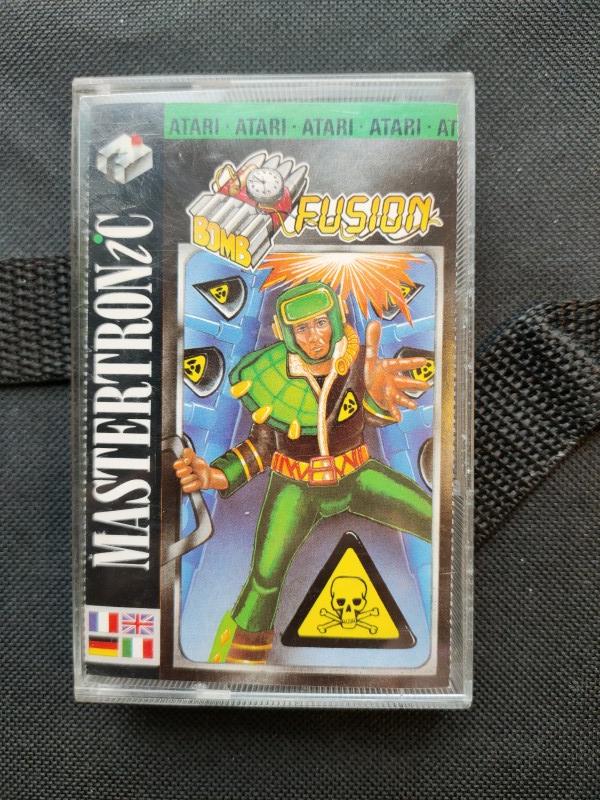 ATARI · ATARI · ATARI · ATARI · AT
BOMB
FUSION
MASTERTRONiC